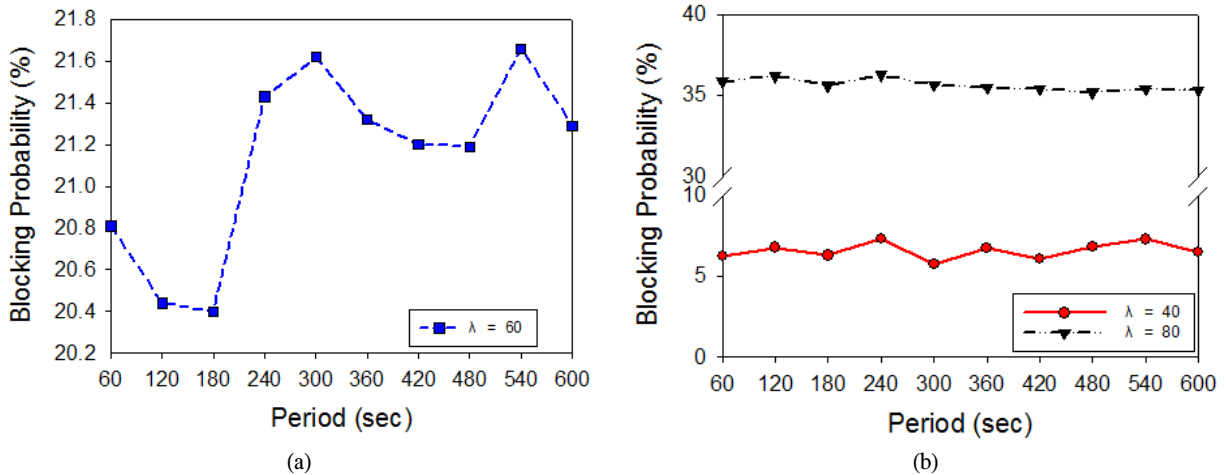 21.8
21.6
21.4
21.2
21.0
20.8
20.6
20.4
20.2
Blocking Probability (%)
60 120 180 240 300 360 420 480 540 600
Period (sec)
λ = 60
(a)
40
35
30
10
5
0
Blocking Probability (%)
60 120 180 240 300 360 420 480 540 600
Period (sec)
λ = 40
λ = 80
(b)